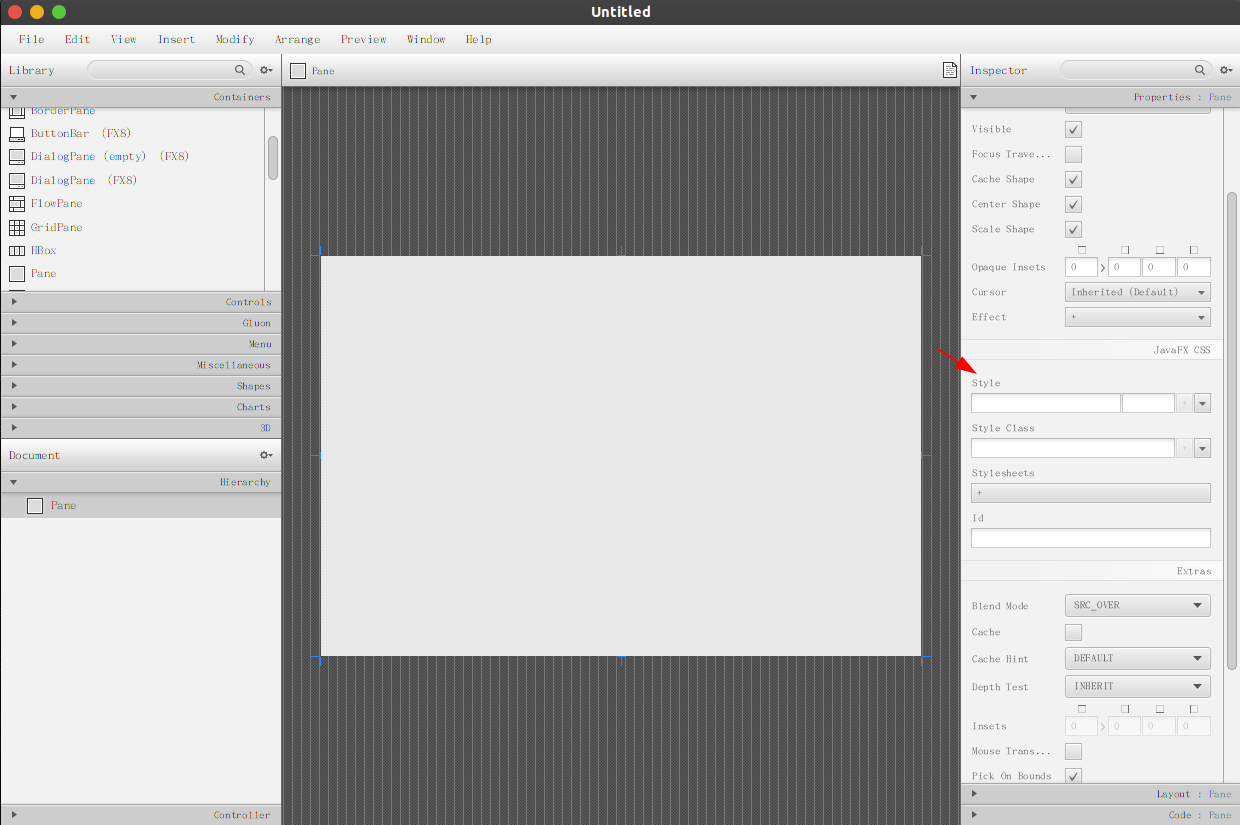 Untitled
File Edit View Insert Modify Arrange Preview Window Help
Library
Containers
BorderPane
ButtonBar (FX8)
DialogPane (empty) (FX8)
DialogPane (FX8)
FlowPane
GridPane
HBox
Pane
Controls
Gluon
Menu
Miscellaneous
Shapes
Charts
3D
Document
Hierarchy
Pane
Controller
Pane
Inspector
Properties : Pane
Visible
Focus Trave...
Cache Shape
Center Shape
Scale Shape
Opaque Insets 0 0 0 0
Cursor Inherited (Default)
Effect +
JavaFX CSS
Style
+
Style Class
+
Stylesheets
+
Id
Extras
Blend Mode SRC_OVER
Cache
Cache Hint DEFAULT
Depth Test INHERIT
Insets 0 0 0 0
Mouse Trans...
Pick On Bounds
Layout : Pane
Code : Pane